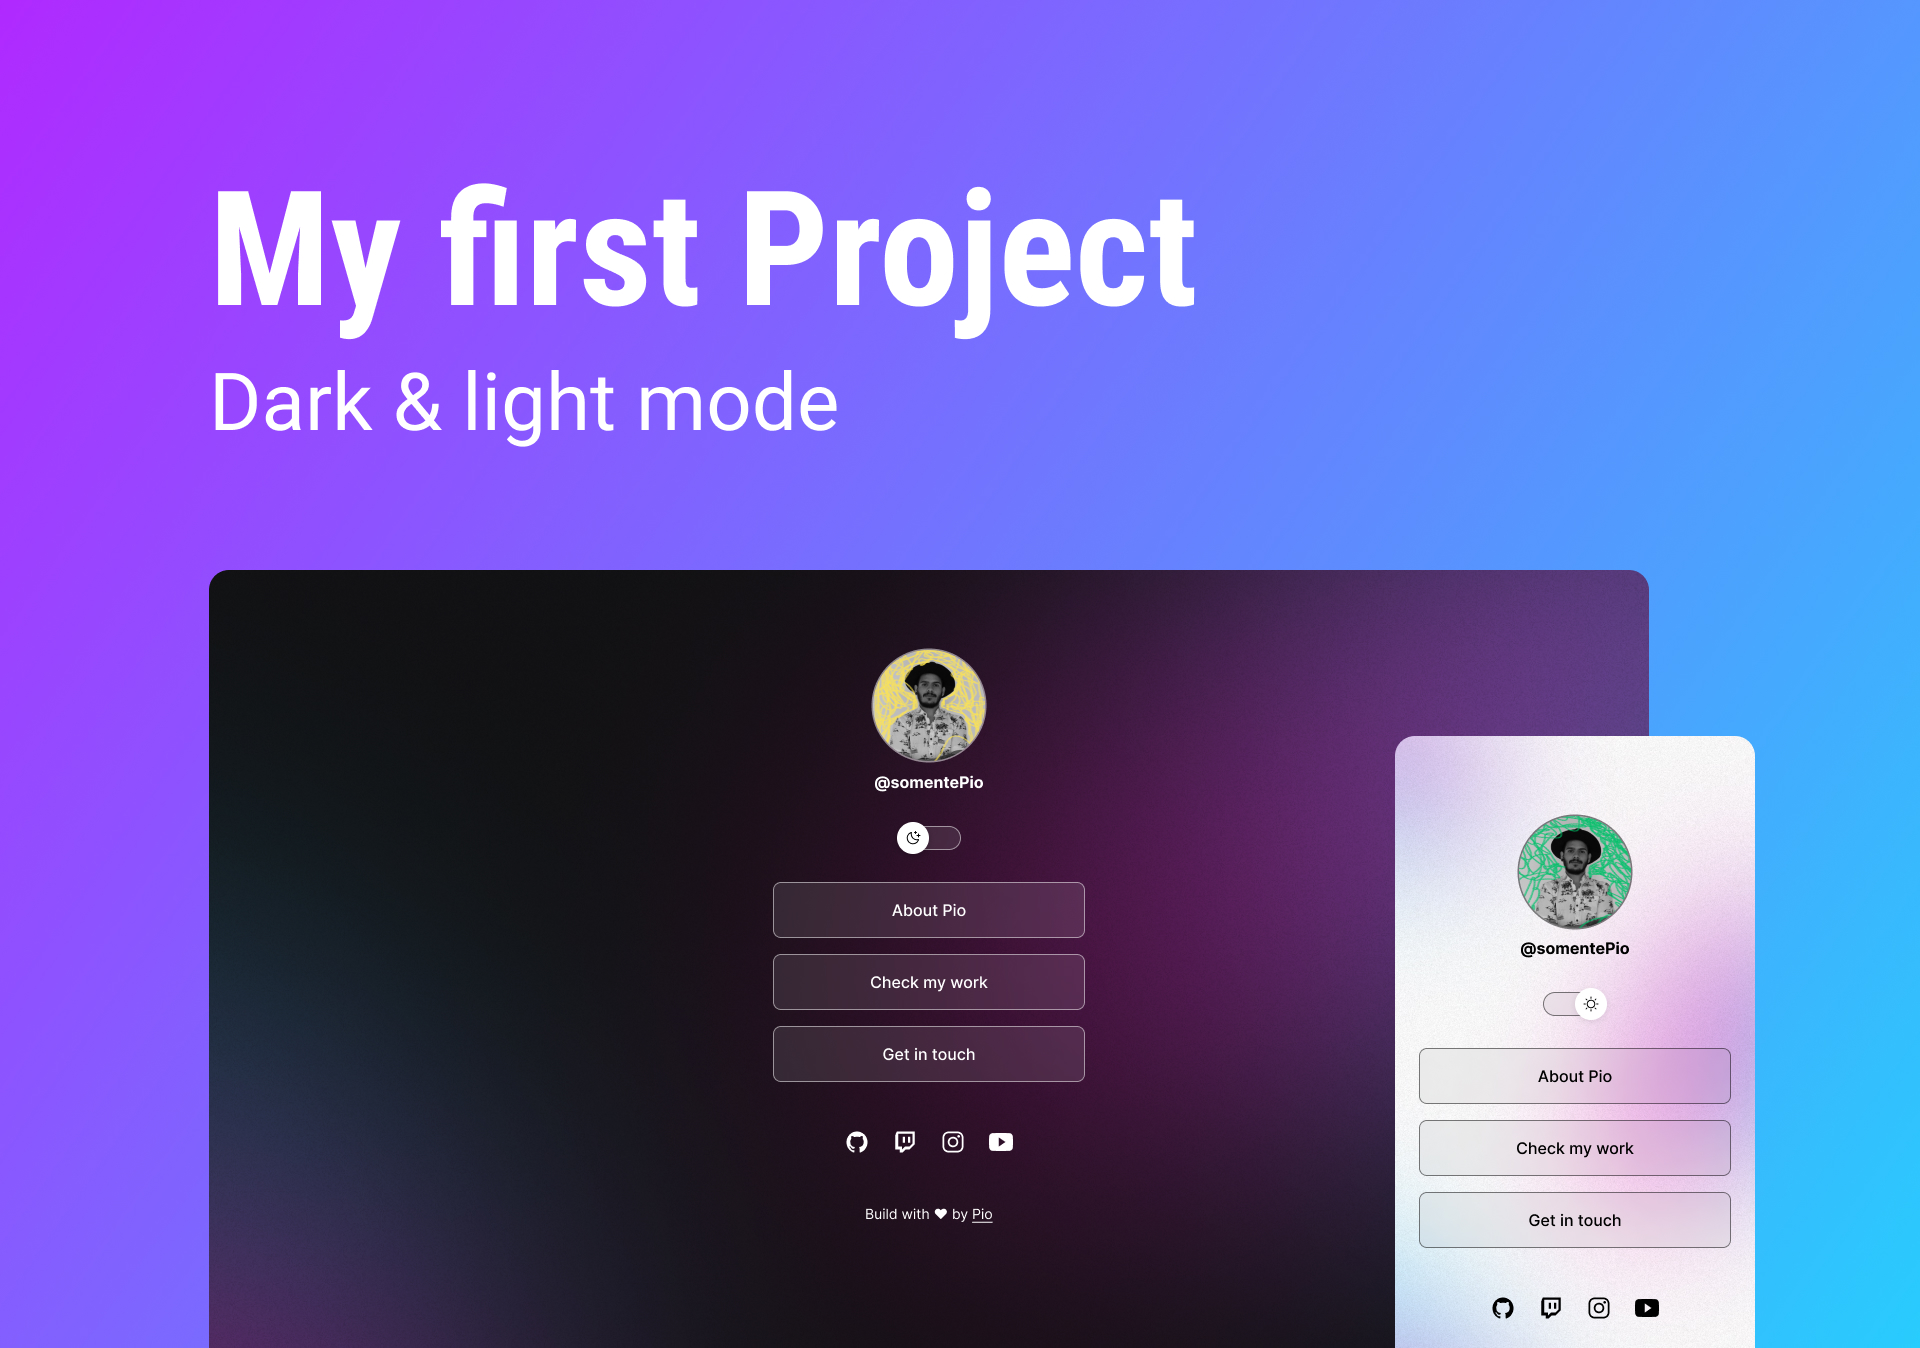 My first Project
Dark & light mode
@somentePio
About Pio
Check my work
Get in touch
Build with ♥ by Pio
@somentePio
About Pio
Check my work
Get in touch